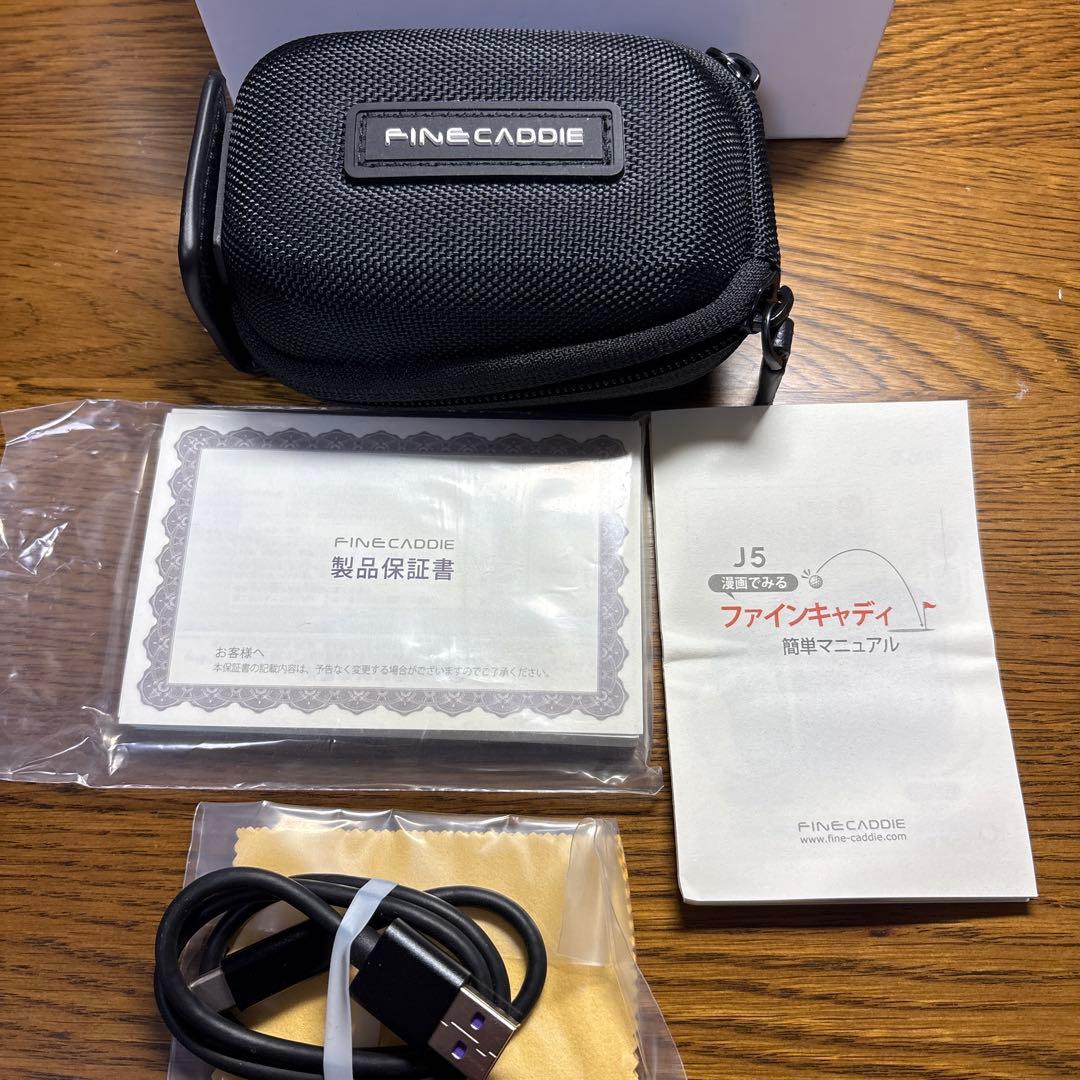 FINECADDIE
FINECADDIE
製品保証書
お客様へ
本保証書の記載内容は、予告なく変更する場合がございますのでご了承ください。
J5
漫画でみる
ファインキャディ
簡単マニュアル
FINECADDIE
www.fine-caddie.com